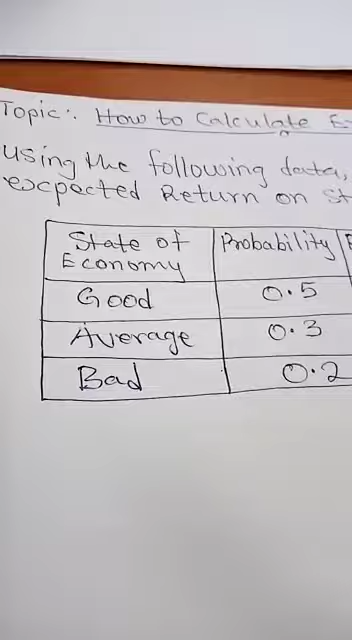 Topic: How to Calculate
using the following data,
excpected Return on
State of Economy
Probability
Good 0.5
Average 0.3
Bad 0.2